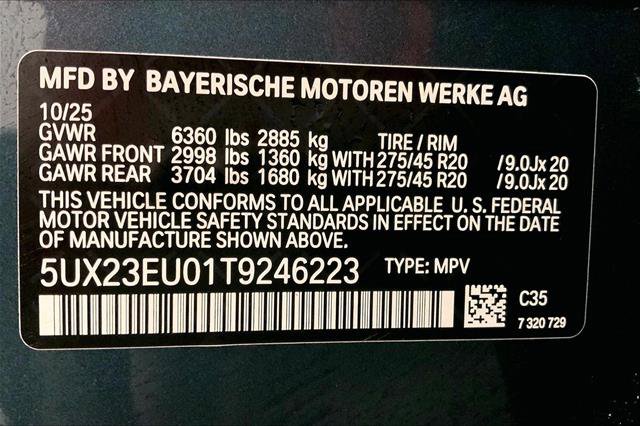 MFD BY BAYERISCHE MOTOREN WERKE AG
10/25
GVWR 6360 lbs 2885 kg TIRE / RIM
GAWR FRONT 2998 lbs 1360 kg WITH 275/45 R20 /9.0Jx 20
GAWR REAR 3704 lbs 1680 kg WITH 275/45 R20 /9.0Jx 20
THIS VEHICLE CONFORMS TO ALL APPLICABLE U. S. FEDERAL
MOTOR VEHICLE SAFETY STANDARDS IN EFFECT ON THE DATE
OF MANUFACTURE SHOWN ABOVE.
5UX23EU01T9246223 TYPE: MPV
C35
7 320 729